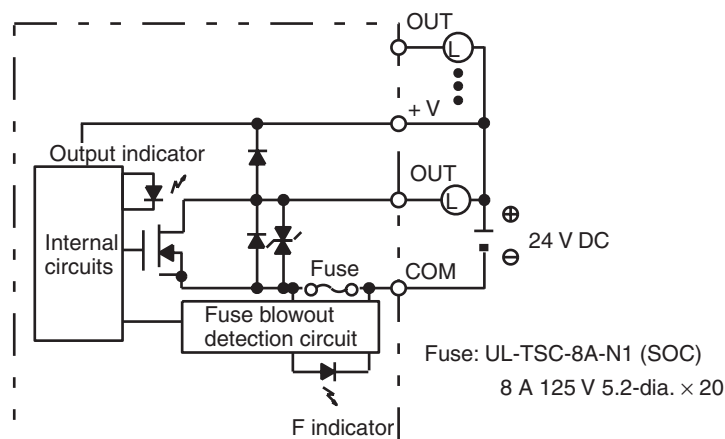 OUT
L
+ V
Output indicator
OUT
L
Internal
circuits
⊕
24 V DC
⊖
Fuse
COM
Fuse blowout
detection circuit
Fuse: UL-TSC-8A-N1 (SOC)
8 A 125 V 5.2-dia. × 20
F indicator